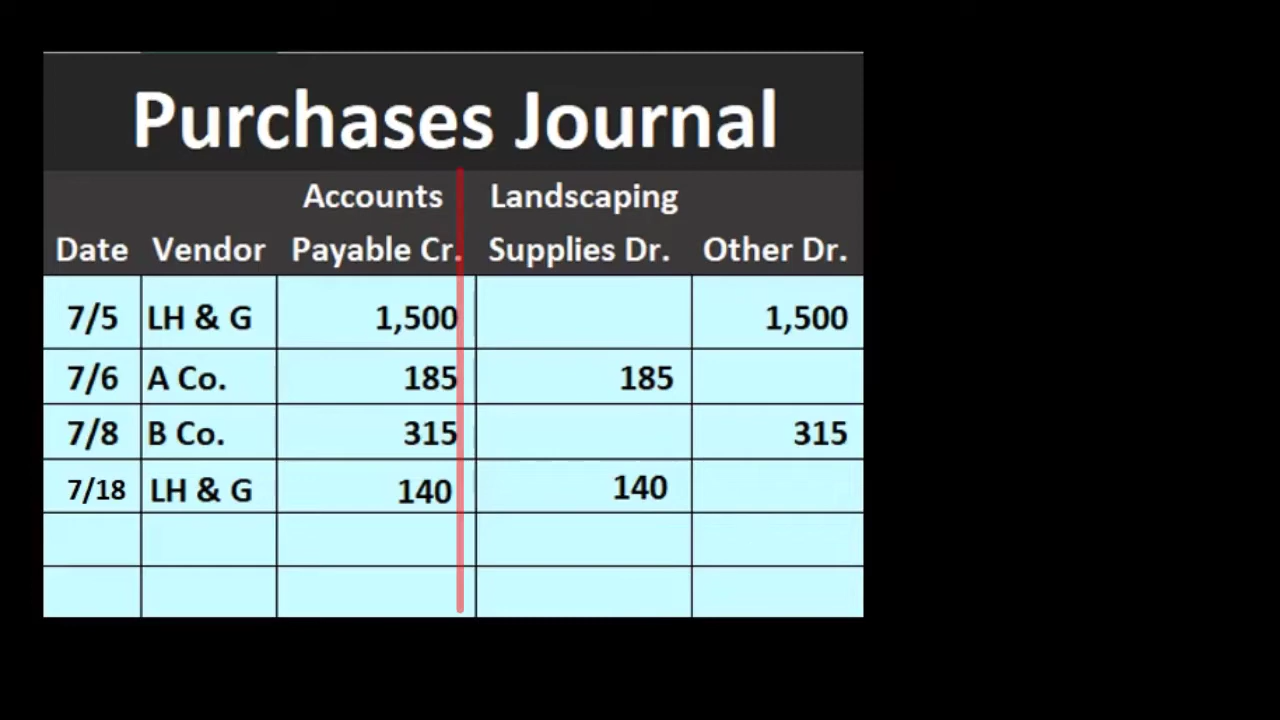 Purchases Journal
Accounts Landscaping
Date Vendor Payable Cr. Supplies Dr. Other Dr.
7/5 LH & G 1,500 1,500
7/6 A Co. 185 185
7/8 B Co. 315 315
7/18 LH & G 140 140